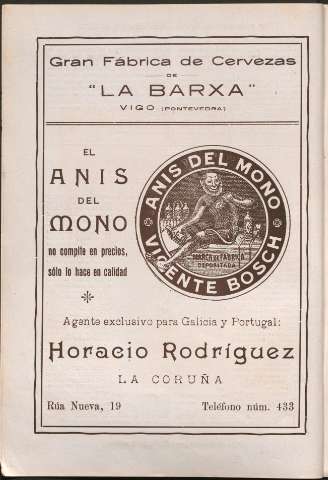 Gran Fábrica de Cervezas
DE
"LA BARXA"
VIGO (PONTEVEDRA)
EL
ANIS
DEL
MONO
no compite en precios,
sólo lo hace en calidad
ANIS DEL MONO
MARCA DE FÁBRICA
DEPOSITADA
VICENTE BOSCH
Agente exclusivo para Galicia y Portugal:
Horacio Rodríguez
LA CORUÑA
Rúa Nueva, 19 Teléfono núm. 433